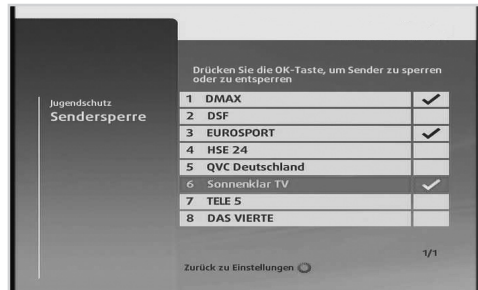 Drücken Sie die OK-Taste, um Sender zu sperren
oder zu entsperren
Jugendschutz
Sendersperre
1 DMAX
2 DSF
3 EUROSPORT
4 HSE 24
5 QVC Deutschland
6 Sonnenklar TV
7 TELE 5
8 DAS VIERTE
1/1
Zurück zu Einstellungen